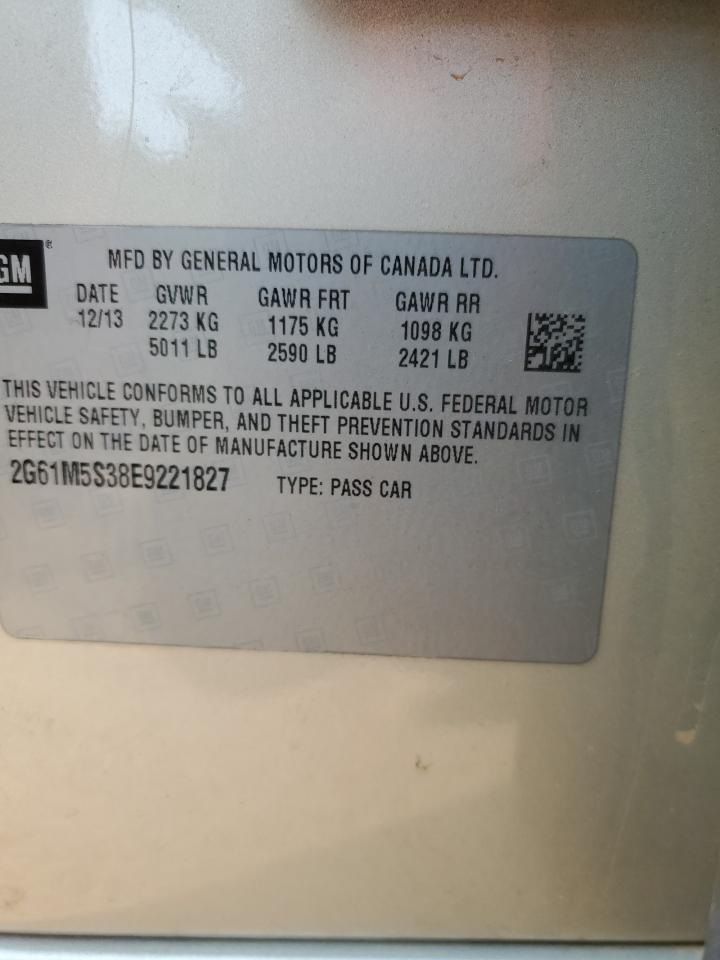 GM®
MFD BY GENERAL MOTORS OF CANADA LTD.
DATE GVWR GAWR FRT GAWR RR
12/13 2273 KG 1175 KG 1098 KG
5011 LB 2590 LB 2421 LB
THIS VEHICLE CONFORMS TO ALL APPLICABLE U.S. FEDERAL MOTOR
VEHICLE SAFETY, BUMPER, AND THEFT PREVENTION STANDARDS IN
EFFECT ON THE DATE OF MANUFACTURE SHOWN ABOVE.
2G61M5S38E9221827 TYPE: PASS CAR